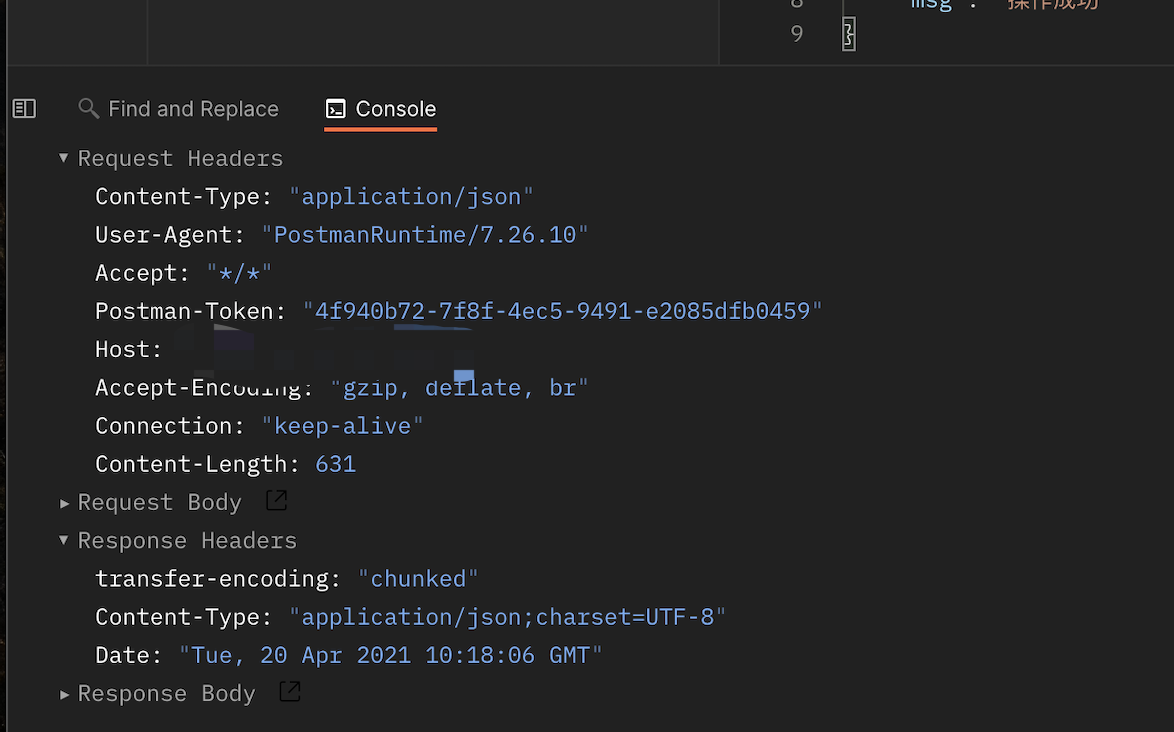 8 "msg": "操作成功"
9 }
Find and Replace Console
Request Headers
Content-Type: "application/json"
User-Agent: "PostmanRuntime/7.26.10"
Accept: "*/*"
Postman-Token: "4f940b72-7f8f-4ec5-9491-e2085dfb0459"
Host:
Accept-Encoding: "gzip, deflate, br"
Connection: "keep-alive"
Content-Length: 631
Request Body
Response Headers
transfer-encoding: "chunked"
Content-Type: "application/json;charset=UTF-8"
Date: "Tue, 20 Apr 2021 10:18:06 GMT"
Response Body